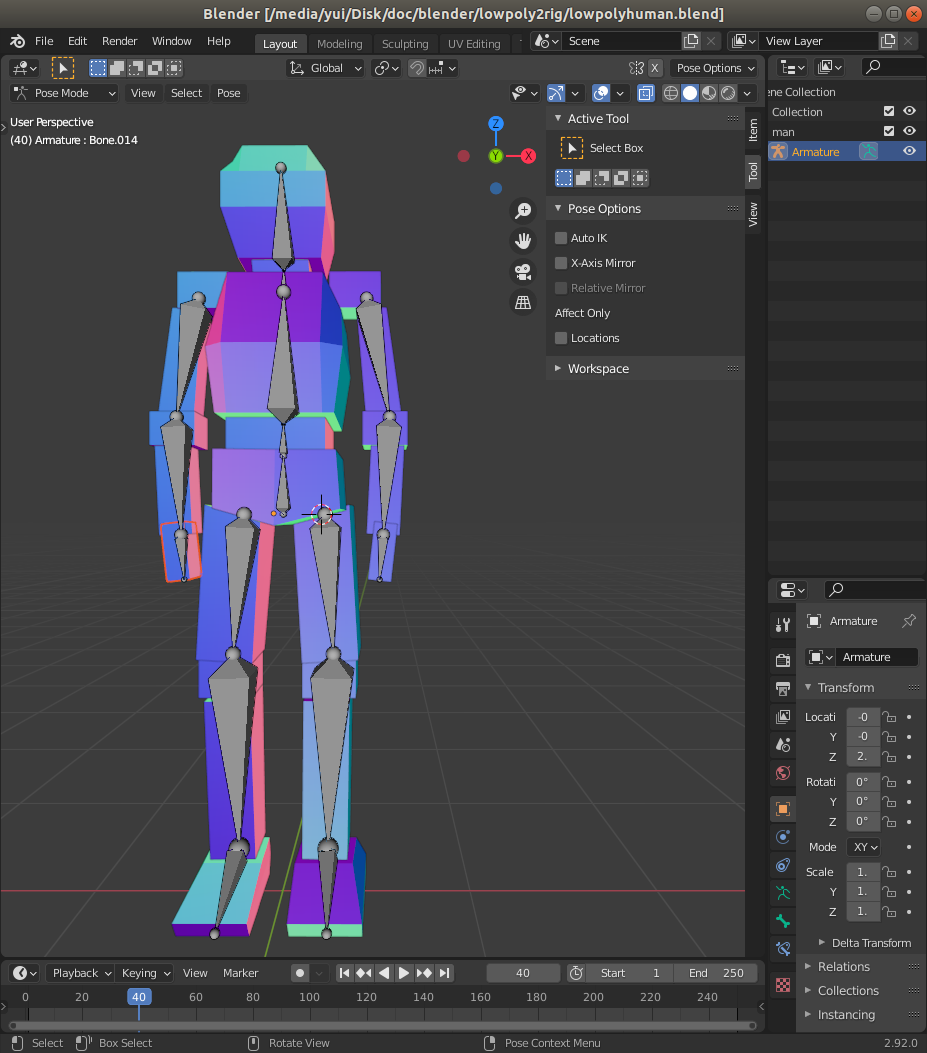 Blender [/media/yui/Disk/doc/blender/lowpoly2rig/lowpolyhuman.blend]
File Edit Render Window Help Layout Modeling Sculpting UV Editing Scene View Layer
Global X Pose Options
Pose Mode View Select Pose
ene Collection
Collection
man
Armature
User Perspective
(40) Armature : Bone.014
Z
Y
X
Active Tool
Select Box
Pose Options
Auto IK
X-Axis Mirror
Relative Mirror
Affect Only
Locations
Workspace
Item
Tool
View
Armature
Armature
Transform
Locati -0
Y -0
Z 2.
Rotati 0°
Y 0°
Z 0°
Mode XY
Scale 1.
Y 1.
Z 1.
Delta Transform
Relations
Collections
Instancing
Playback Keying View Marker 40 Start 1 End 250
0 20 40 60 80 100 120 140 160 180 200 220 240
Select Box Select Rotate View Pose Context Menu 2.92.0